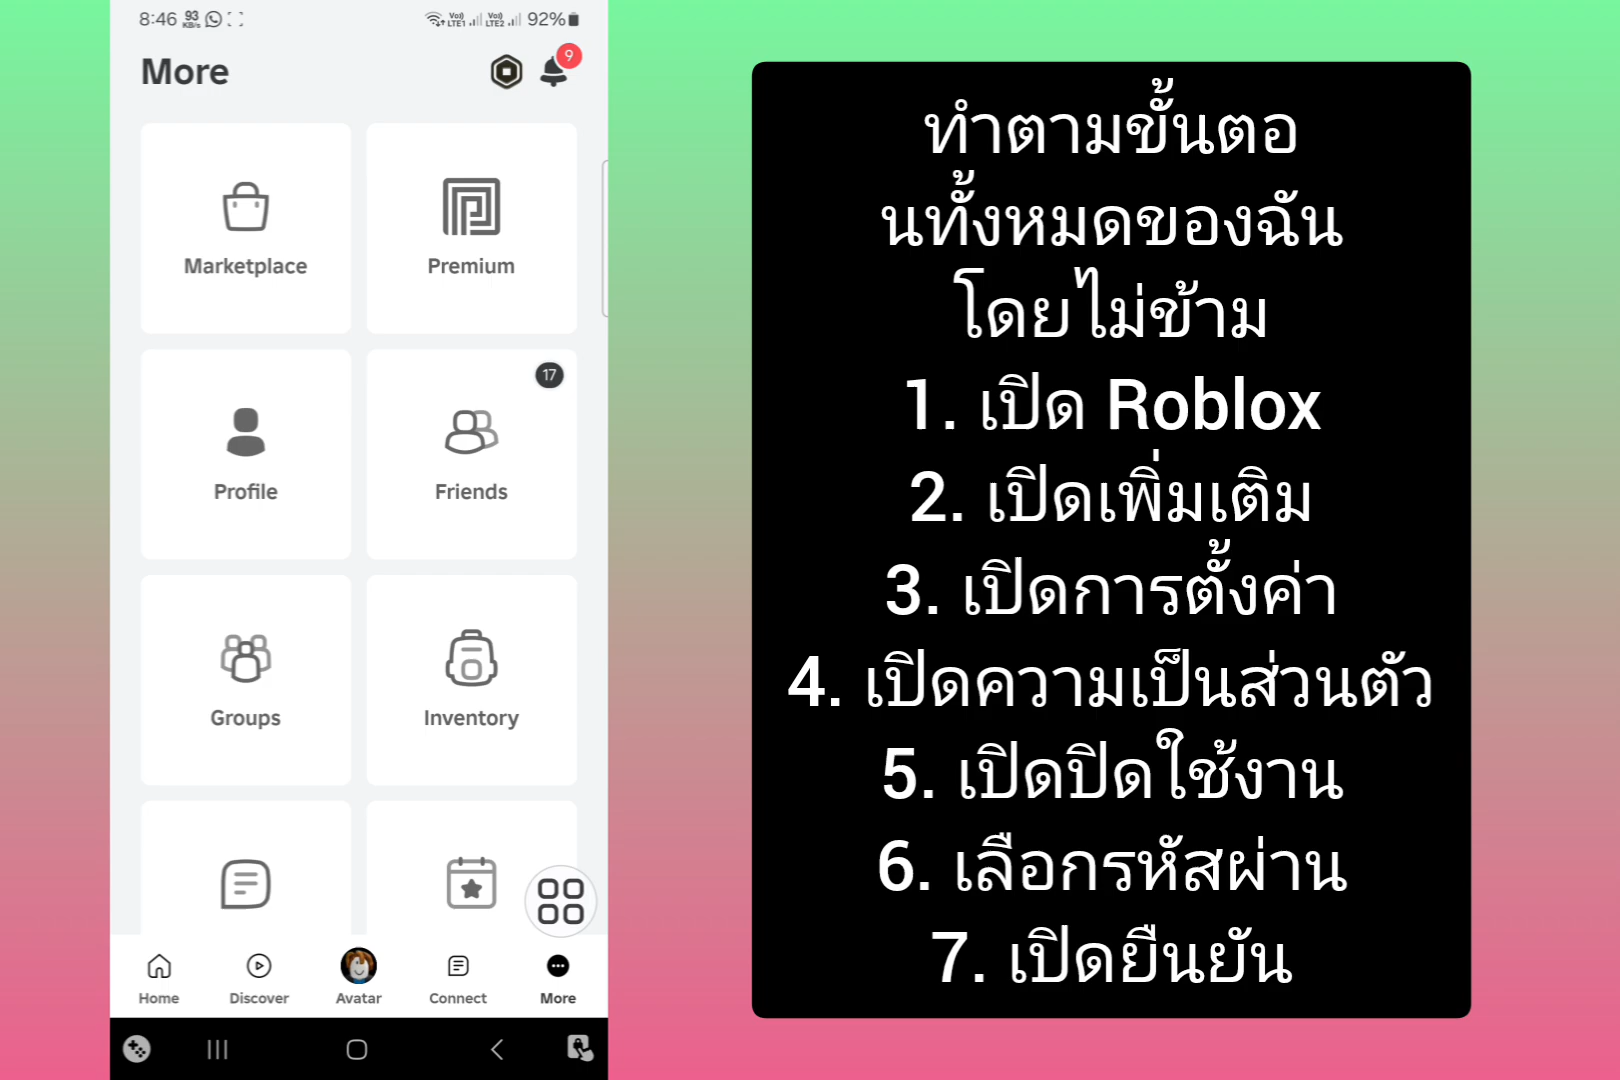 8:46 93 KB/s Vo) LTE1 Vo) LTE2 92%
More
9
Marketplace
Premium
Profile
17
Friends
Groups
Inventory
Home
Discover
Avatar
Connect
More
ทำตามขั้นตอ
นทั้งหมดของฉัน
โดยไม่ข้าม
1. เปิด Roblox
2. เปิดเพิ่มเติม
3. เปิดการตั้งค่า
4. เปิดความเป็นส่วนตัว
5. เปิดปิดใช้งาน
6. เลือกรหัสผ่าน
7. เปิดยืนยัน